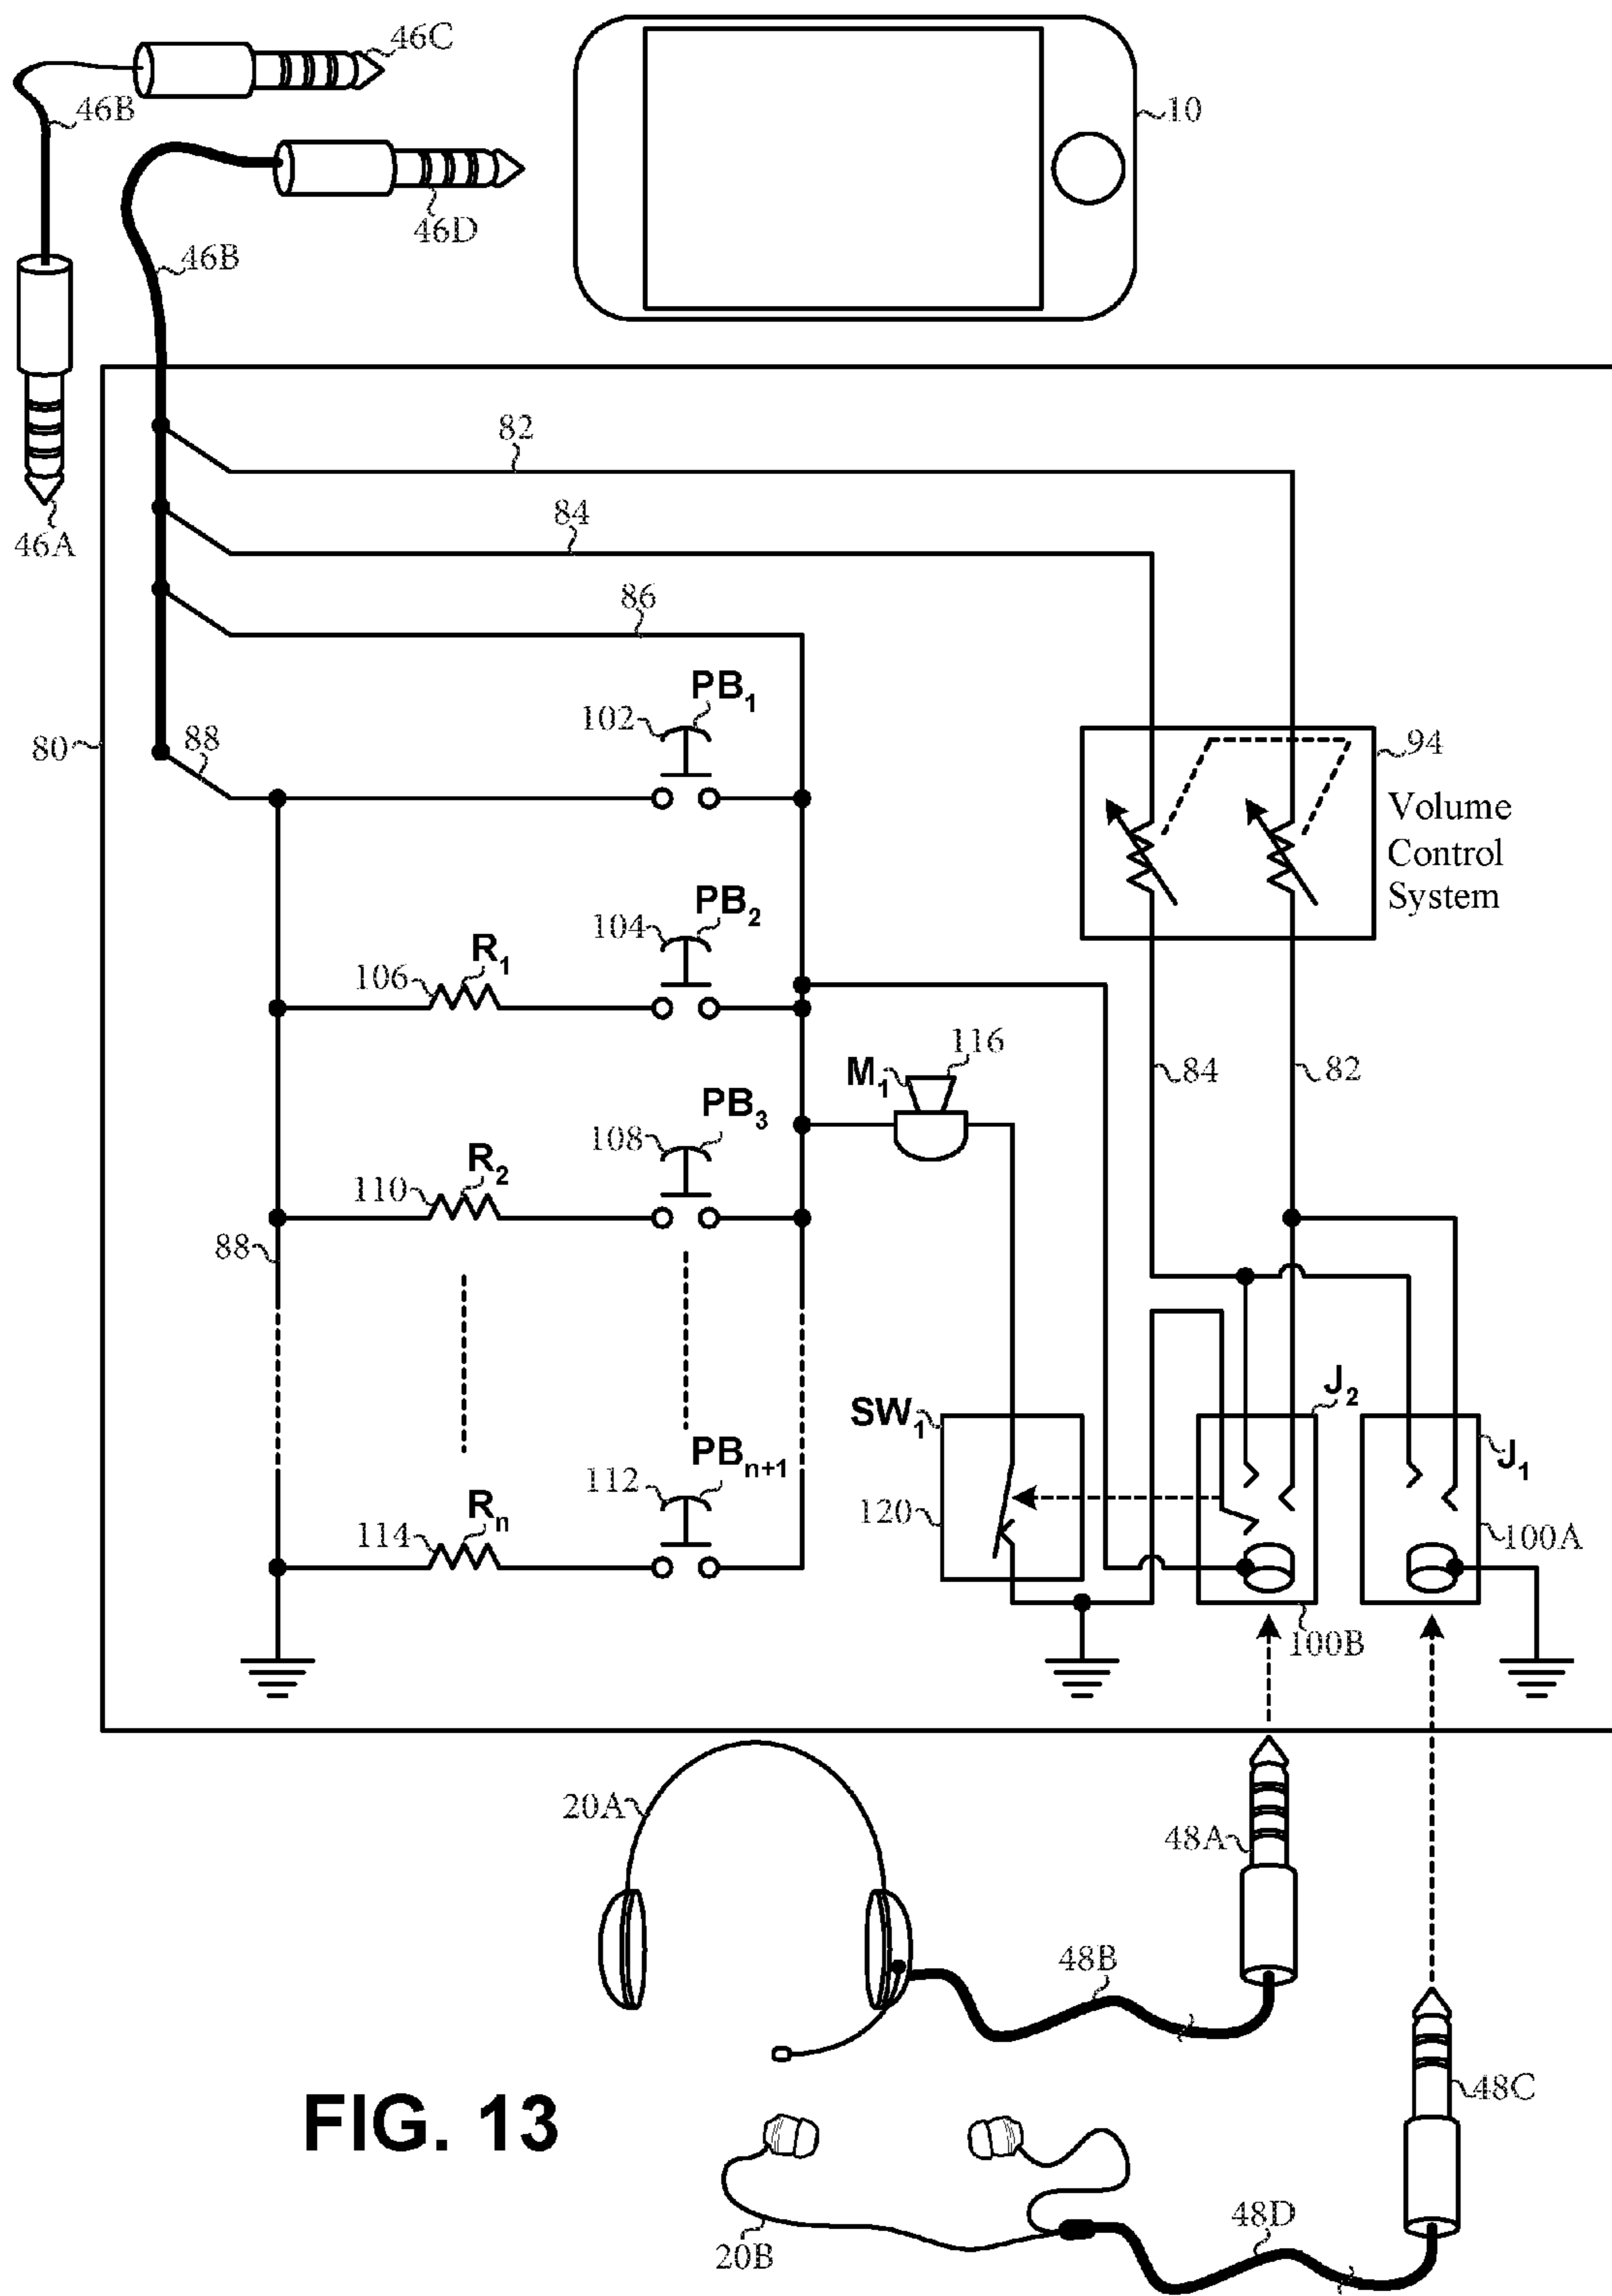 46C
46B
10
46D
46B
46A
82
84
86
PB1
102
80
88
94
Volume
Control
System
PB2
104
R1
106
116
M1
84
82
PB3
108
R2
110
88
J2
SW1
PBn+1
112
J1
Rn
120
114
100A
100B
20A
48A
48B
48C
FIG. 13
48D
20B